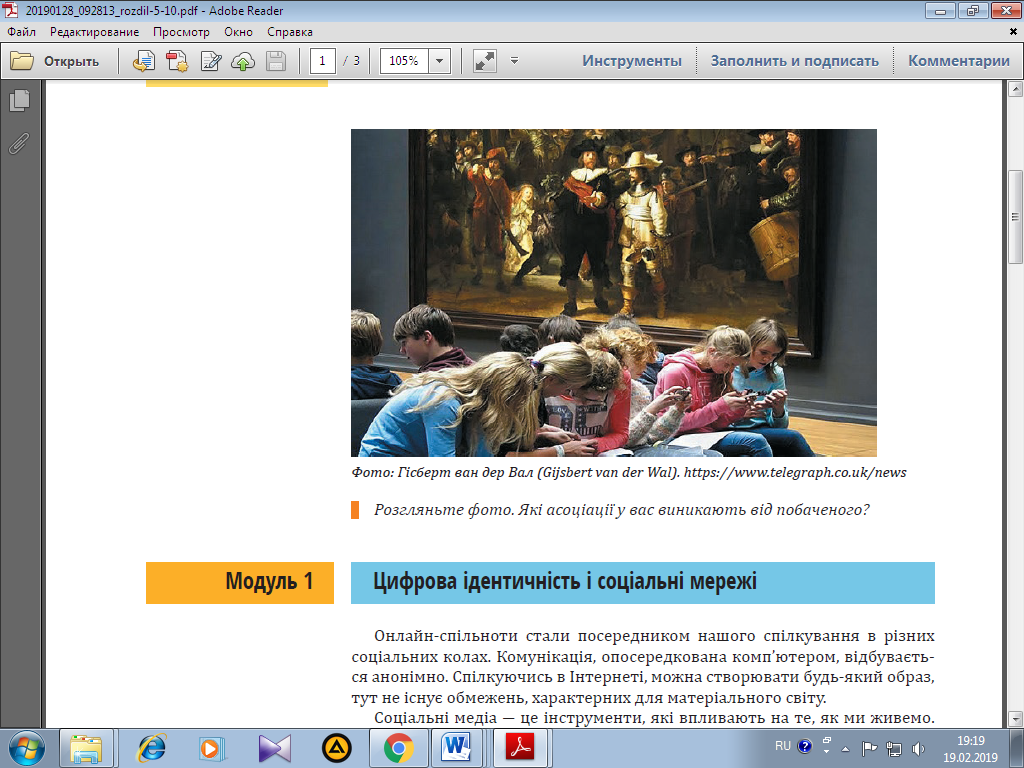 20190128_092813_rozdil-5-10.pdf - Adobe Reader
Файл Редактирование Просмотр Окно Справка
Открыть 1 / 3 105% Инструменты Заполнить и подписать Комментарии
Фото: Гісберт ван дер Вал (Gijsbert van der Wal). https://www.telegraph.co.uk/news
Розгляньте фото. Які асоціації у вас виникають від побаченого?
Модуль 1 Цифрова ідентичність і соціальні мережі
Онлайн-спільноти стали посередником нашого спілкування в різних
соціальних колах. Комунікація, опосередкована комп’ютером, відбуваєть-
ся анонімно. Спілкуючись в Інтернеті, можна створювати будь-який образ,
тут не існує обмежень, характерних для матеріального світу.
Соціальні медіа — це інструменти, які впливають на те, як ми живемо.
RU 19:19
19.02.2019